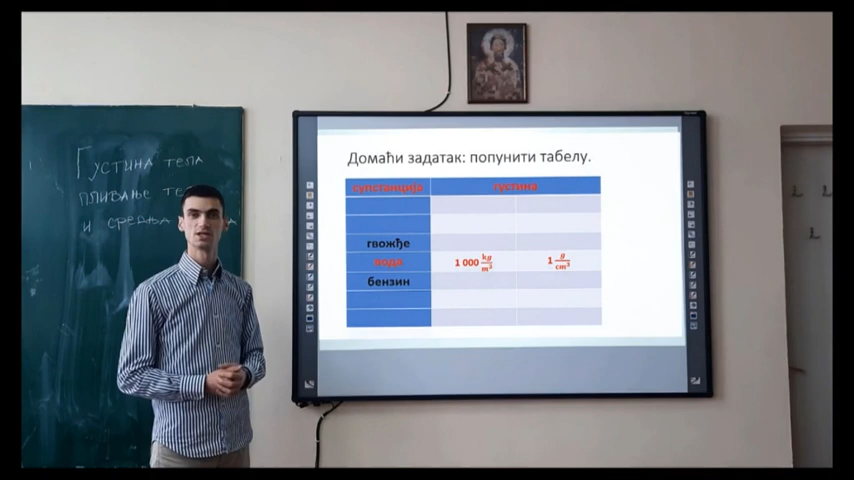 Густина тела
пливање
и средња
Домаћи задатак: попунити табелу.
супстанција густина
гвожђе
вода 1 000 kg/m³ 1 g/cm³
бензин